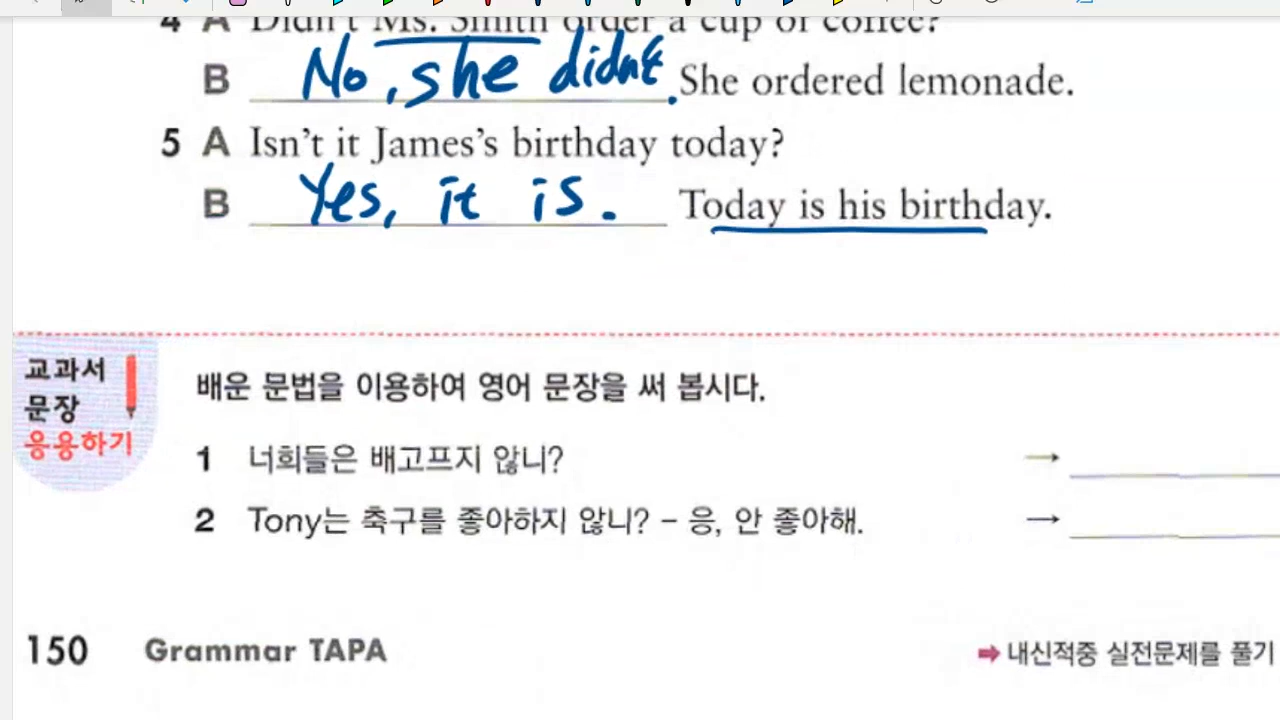 4 A Didn't Ms. Smith order a cup of coffee?
B No, she didn't. She ordered lemonade.
5 A Isn't it James's birthday today?
B Yes, it is. Today is his birthday.
교과서
문장
응용하기
배운 문법을 이용하여 영어 문장을 써 봅시다.
1 너희들은 배고프지 않니? →
2 Tony는 축구를 좋아하지 않니? – 응, 안 좋아해. →
150 Grammar TAPA
➡ 내신적중 실전문제를 풀기